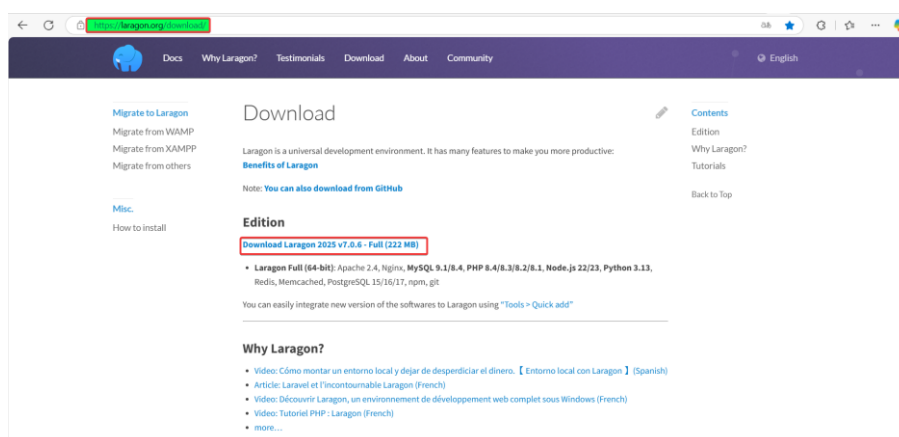 https://laragon.org/download/
Docs Why Laragon? Testimonials Download About Community English
Migrate to Laragon
Migrate from WAMP
Migrate from XAMPP
Migrate from others
Misc.
How to install
Download
Laragon is a universal development environment. It has many features to make you more productive:
Benefits of Laragon
Note: You can also download from GitHub
Edition
Download Laragon 2025 v7.0.6 - Full (222 MB)
• Laragon Full (64-bit): Apache 2.4, Nginx, MySQL 9.1/8.4, PHP 8.4/8.3/8.2/8.1, Node.js 22/23, Python 3.13,
Redis, Memcached, PostgreSQL 15/16/17, npm, git
You can easily integrate new version of the softwares to Laragon using "Tools > Quick add"
Why Laragon?
• Video: Cómo montar un entorno local y dejar de desperdiciar el dinero.【 Entorno local con Laragon 】(Spanish)
• Article: Laravel et l'incontournable Laragon (French)
• Video: Découvrir Laragon, un environnement de développement web complet sous Windows (French)
• Video: Tutoriel PHP : Laragon (French)
• more…
Contents
Edition
Why Laragon?
Tutorials
Back to Top